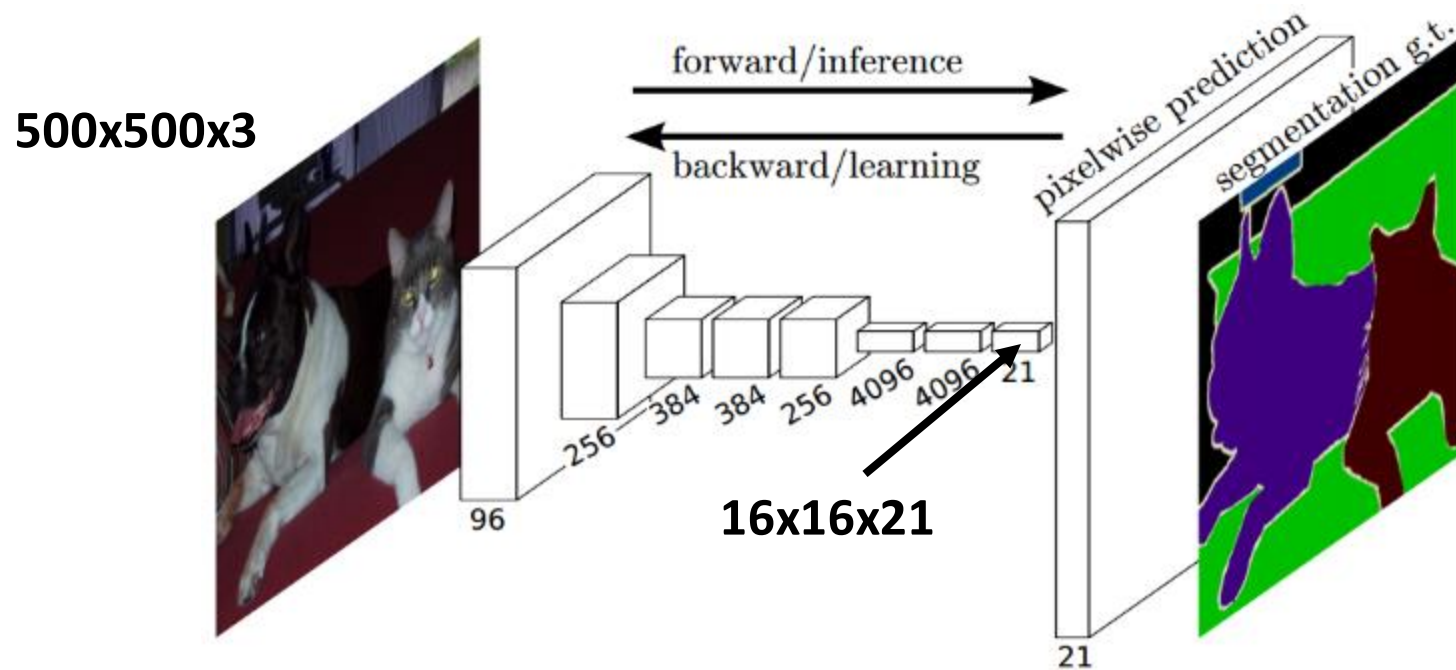 500x500x3
forward/inference
backward/learning
pixelwise prediction
segmentation g.t.
96
256
384
384
256
4096
4096
21
16x16x21
21